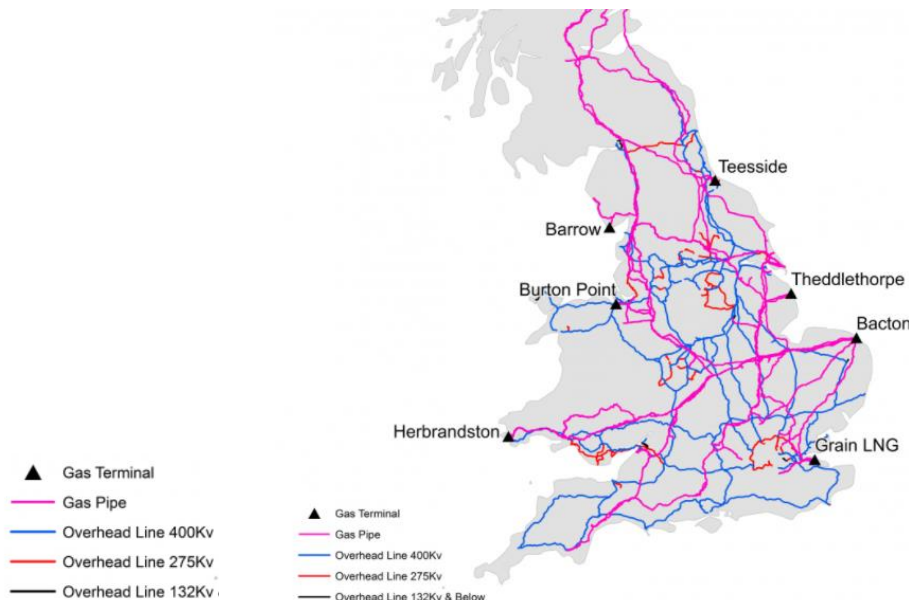 Teesside
Barrow
Theddlethorpe
Burton Point
Bacton
Herbrandston
Grain LNG
Gas Terminal
Gas Pipe
Overhead Line 400Kv
Overhead Line 275Kv
Overhead Line 132Kv
Gas Terminal
Gas Pipe
Overhead Line 400Kv
Overhead Line 275Kv
Overhead Line 132Kv & Below